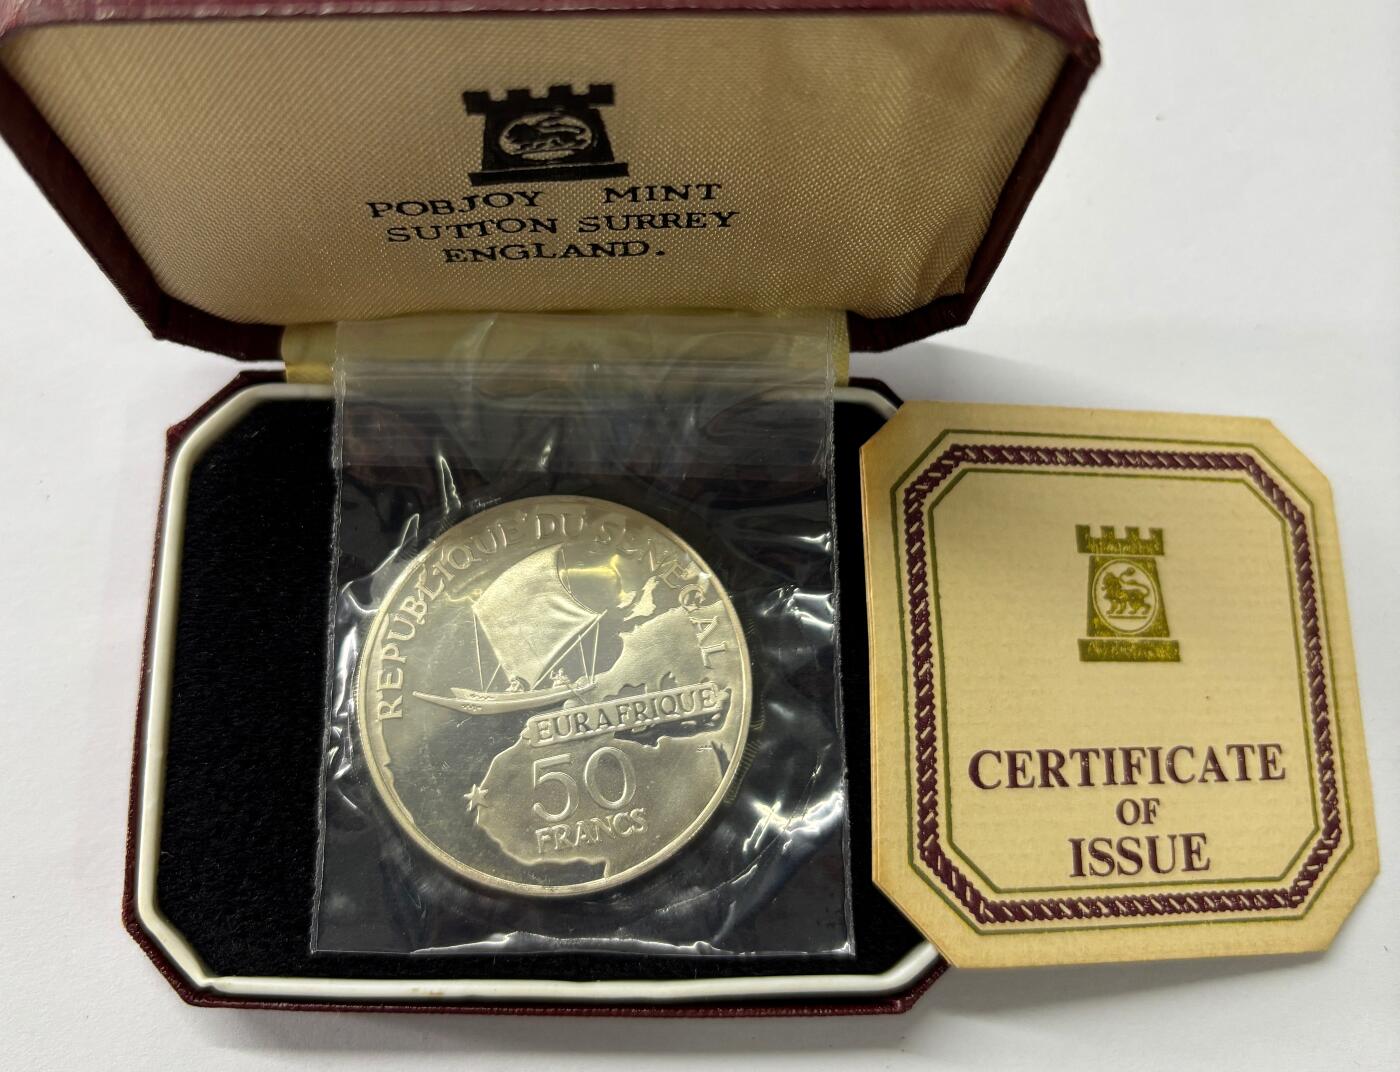 POBJOY MINT
SUTTON SURREY
ENGLAND.
REPUBLIQUE DU SENEGAL
EURAFRIQUE
50
FRANCS
CERTIFICATE
OF
ISSUE